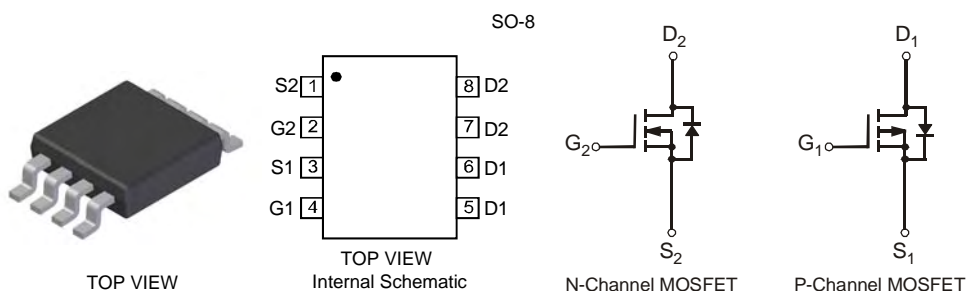 SO-8
TOP VIEW
S2 1 8 D2
G2 2 7 D2
S1 3 6 D1
G1 4 5 D1
TOP VIEW
Internal Schematic
D2
G2
S2
N-Channel MOSFET
D1
G1
S1
P-Channel MOSFET